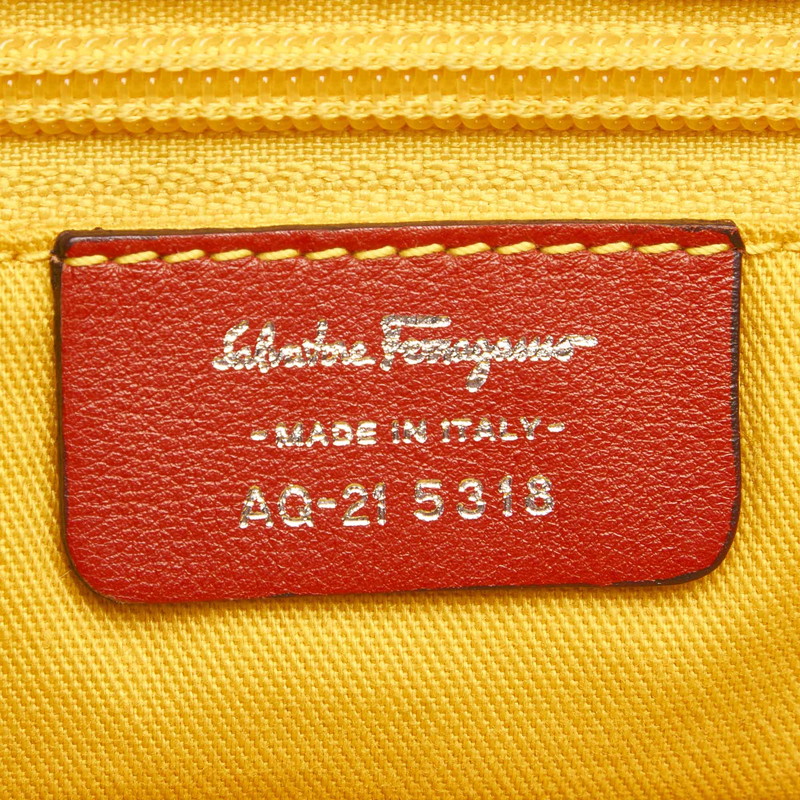 Salvatore Ferragamo
-MADE IN ITALY-
AQ-21 5318